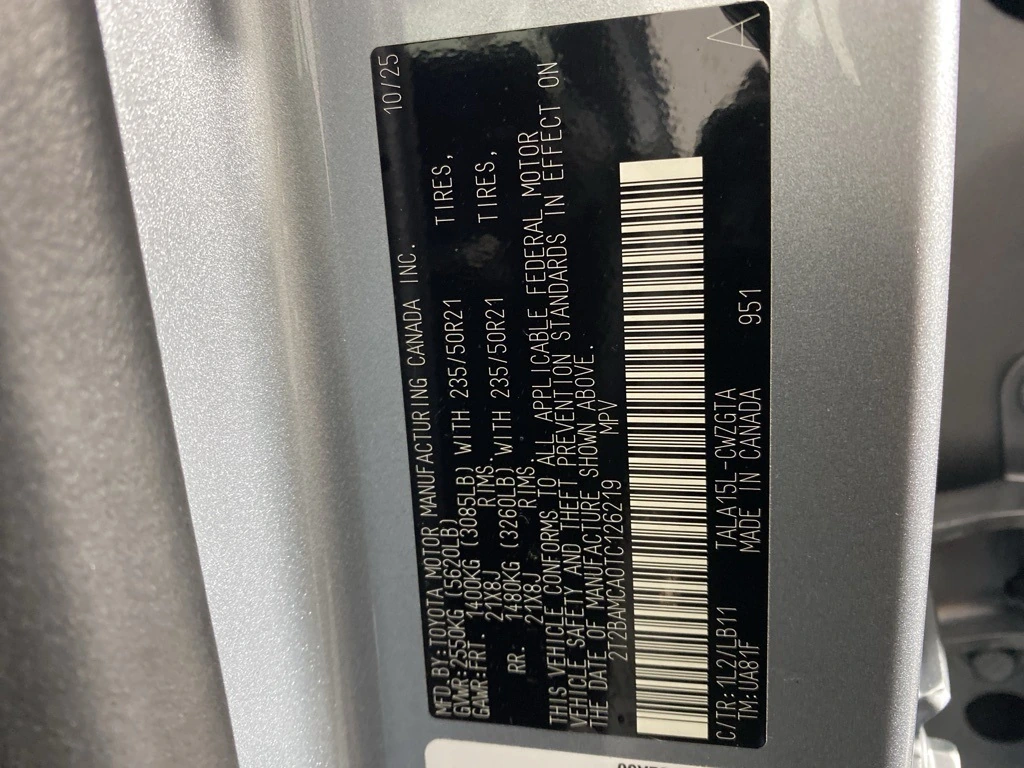 MFD BY:TOYOTA MOTOR MANUFACTURING CANADA INC. 10/25
GVWR:2550KG (5620LB)
GAWR:FRT. 1400KG (3085LB) WITH 235/50R21 TIRES,
21X8J RIMS.
RR. 1480KG (3260LB) WITH 235/50R21 TIRES,
21X8J RIMS
THIS VEHICLE CONFORMS TO ALL APPLICABLE FEDERAL MOTOR
VEHICLE SAFETY AND THEFT PREVENTION STANDARDS IN EFFECT ON
THE DATE OF MANUFACTURE SHOWN ABOVE.
2T2BAMCA0TC126219 MPV
C/TR:1L2/LB11 TALA15L-CWZGTA 951
TM:UA81F MADE IN CANADA
A